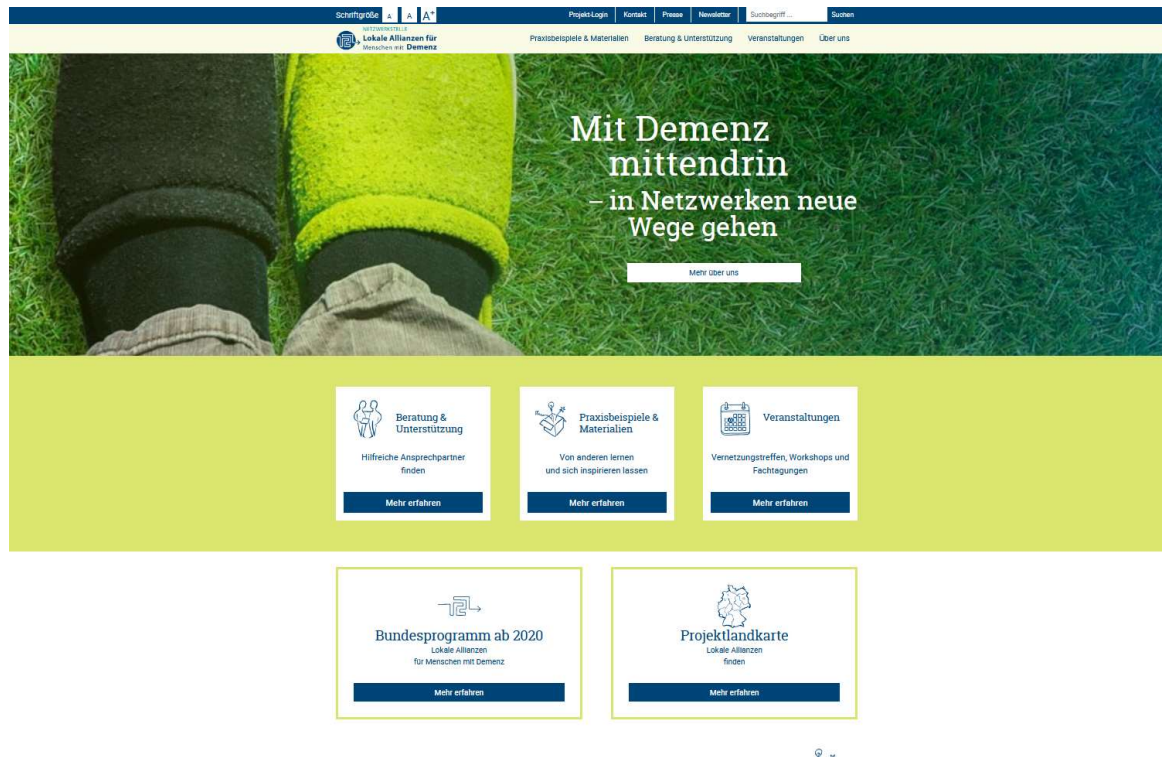 Schriftgröße A A A+
Projekt-Login Kontakt Presse Newsletter Suchbegriff ... Suchen
NETZWERKSTELLE
Lokale Allianzen für
Menschen mit Demenz
Praxisbeispiele & Materialien Beratung & Unterstützung Veranstaltungen Über uns
Mit Demenz
mittendrin
– in Netzwerken neue
Wege gehen
Mehr über uns
Beratung &
Unterstützung
Hilfreiche Ansprechpartner
finden
Mehr erfahren
Praxisbeispiele &
Materialien
Von anderen lernen
und sich inspirieren lassen
Mehr erfahren
Veranstaltungen
Vernetzungstreffen, Workshops und
Fachtagungen
Mehr erfahren
Bundesprogramm ab 2020
Lokale Allianzen
für Menschen mit Demenz
Mehr erfahren
Projektlandkarte
Lokale Allianzen
finden
Mehr erfahren